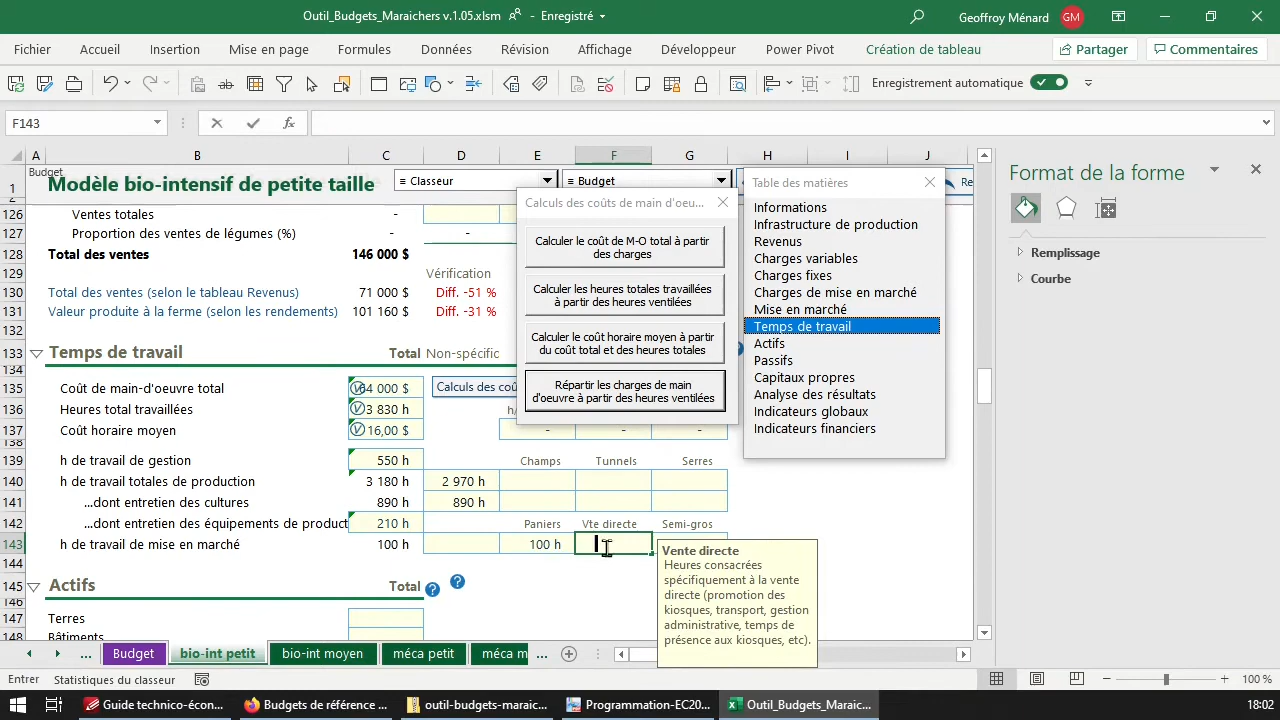 Outil_Budgets_Maraichers v.1.05.xlsm - Enregistré
Geoffroy Ménard GM
Fichier Accueil Insertion Mise en page Formules Données Révision Affichage Développeur Power Pivot Création de tableau Partager Commentaires
Enregistrement automatique
F143
A B C D E F G H I J
Budget
1 Modèle bio-intensif de petite taille ≡ Classeur ≡ Budget Re
2
126 Ventes totales -
127 Proportion des ventes de légumes (%) - -
128 Total des ventes 146 000 $
129 Vérification
130 Total des ventes (selon le tableau Revenus) 71 000 $ Diff. -51 %
131 Valeur produite à la ferme (selon les rendements) 101 160 $ Diff. -31 %
132
133 Temps de travail Total Non-spécific
134
135 Coût de main-d'oeuvre total 64 000 $ Calculs des coû
136 Heures total travaillées 3 830 h h/
137 Coût horaire moyen 16,00 $ - - -
138
139 h de travail de gestion 550 h Champs Tunnels Serres
140 h de travail totales de production 3 180 h 2 970 h
141 ...dont entretien des cultures 890 h 890 h
142 ...dont entretien des équipements de product 210 h Paniers Vte directe Semi-gros
143 h de travail de mise en marché 100 h 100 h
144
145 Actifs Total ? ?
146
147 Terres
148 Bâtiments
Calculs des coûts de main d'oeu...
Calculer le coût de M-O total à partir
des charges
Calculer les heures totales travaillées
à partir des heures ventilées
Calculer le coût horaire moyen à partir
du coût total et des heures totales
Répartir les charges de main
d'oeuvre à partir des heures ventilées
Table des matières
Informations
Infrastructure de production
Revenus
Charges variables
Charges fixes
Charges de mise en marché
Mise en marché
Temps de travail
Actifs
Passifs
Capitaux propres
Analyse des résultats
Indicateurs globaux
Indicateurs financiers
Vente directe
Heures consacrées
spécifiquement à la vente
directe (promotion des
kiosques, transport, gestion
administrative, temps de
présence aux kiosques, etc).
Format de la forme
Remplissage
Courbe
... Budget bio-int petit bio-int moyen méca petit méca m ...
Entrer Statistiques du classeur 100 %
Guide technico-écon... Budgets de référence ... outil-budgets-maraic... Programmation-EC20... Outil_Budgets_Maraic... 18:02